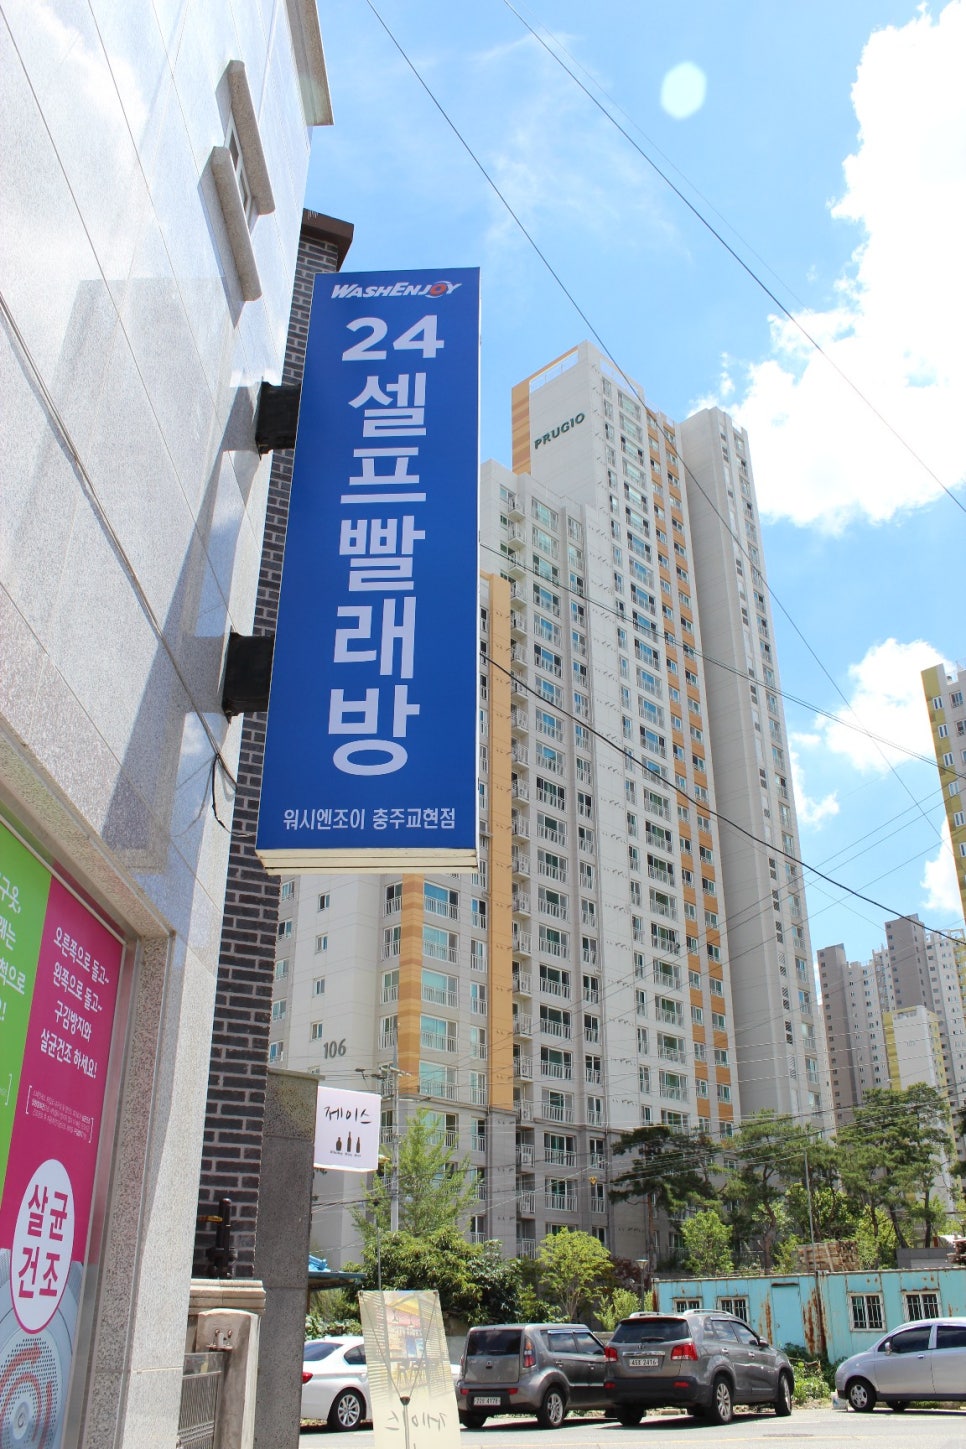 WASHENJOY
24
셀프빨래방
워시엔조이 충주교현점
PRUGIO
106
제이스
오른쪽으로 돌고~
왼쪽으로 돌고~
구김방지와
살균건조 하세요!
살균
건조